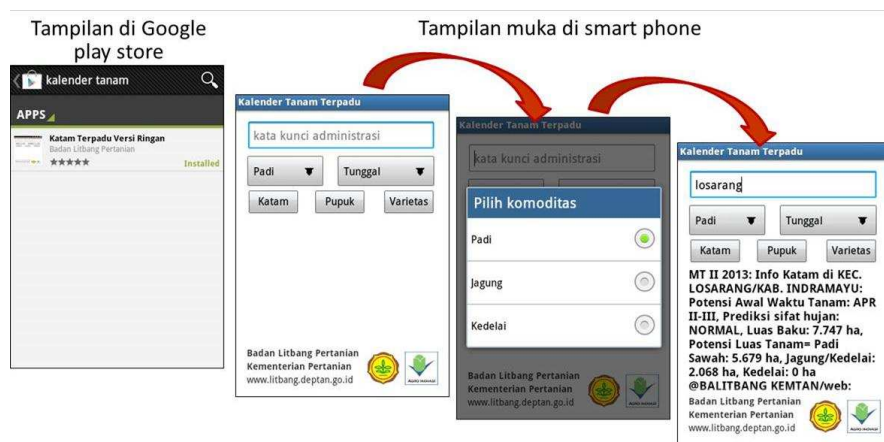 Tampilan di Google
play store
Tampilan muka di smart phone
kalender tanam
APPS
Katam Terpadu Versi Ringan
Badan Litbang Pertanian
Installed
Kalender Tanam Terpadu
kata kunci administrasi
Padi
Tunggal
Katam
Pupuk
Varietas
Badan Litbang Pertanian
Kementerian Pertanian
www.litbang.deptan.go.id
Kalender Tanam Terpadu
kata kunci administrasi
Pilih komoditas
Padi
Jagung
Kedelai
Badan Litbang Pertanian
Kementerian Pertanian
www.litbang.deptan.go.id
Kalender Tanam Terpadu
losarang
Padi
Tunggal
Katam
Pupuk
Varietas
MT II 2013: Info Katam di KEC.
LOSARANG/KAB. INDRAMAYU:
Potensi Awal Waktu Tanam: APR
II-III, Prediksi sifat hujan:
NORMAL, Luas Baku: 7.747 ha,
Potensi Luas Tanam= Padi
Sawah: 5.679 ha, Jagung/Kedelai:
2.068 ha, Kedelai: 0 ha
@BALITBANG KEMTAN/web:
Badan Litbang Pertanian
Kementerian Pertanian
www.litbang.deptan.go.id